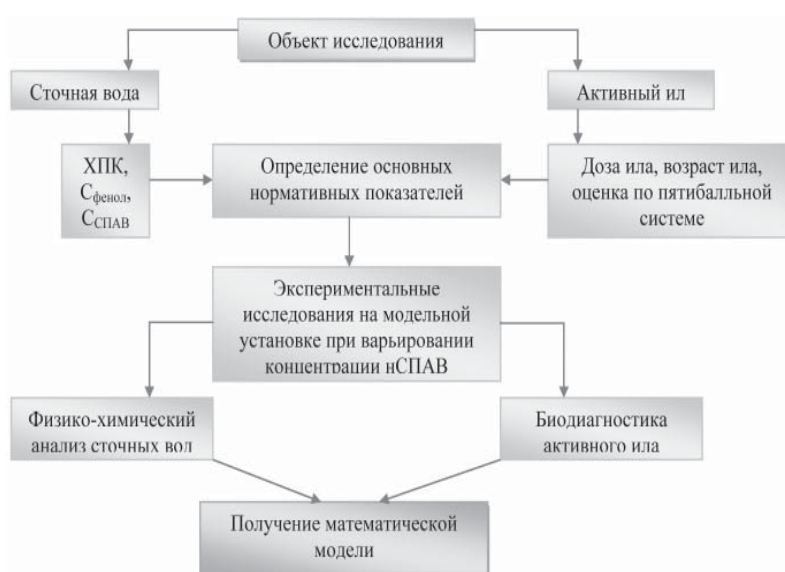 Объект исследования
Сточная вода
Активный ил
ХПК,
Сфенол,
ССПАВ
Определение основных
нормативных показателей
Доза ила, возраст ила,
оценка по пятибалльной
системе
Экспериментальные
исследования на модельной
установке при варьировании
концентрации нСПАВ
Физико-химический
анализ сточных вод
Биодиагностика
активного ила
Получение математической
модели